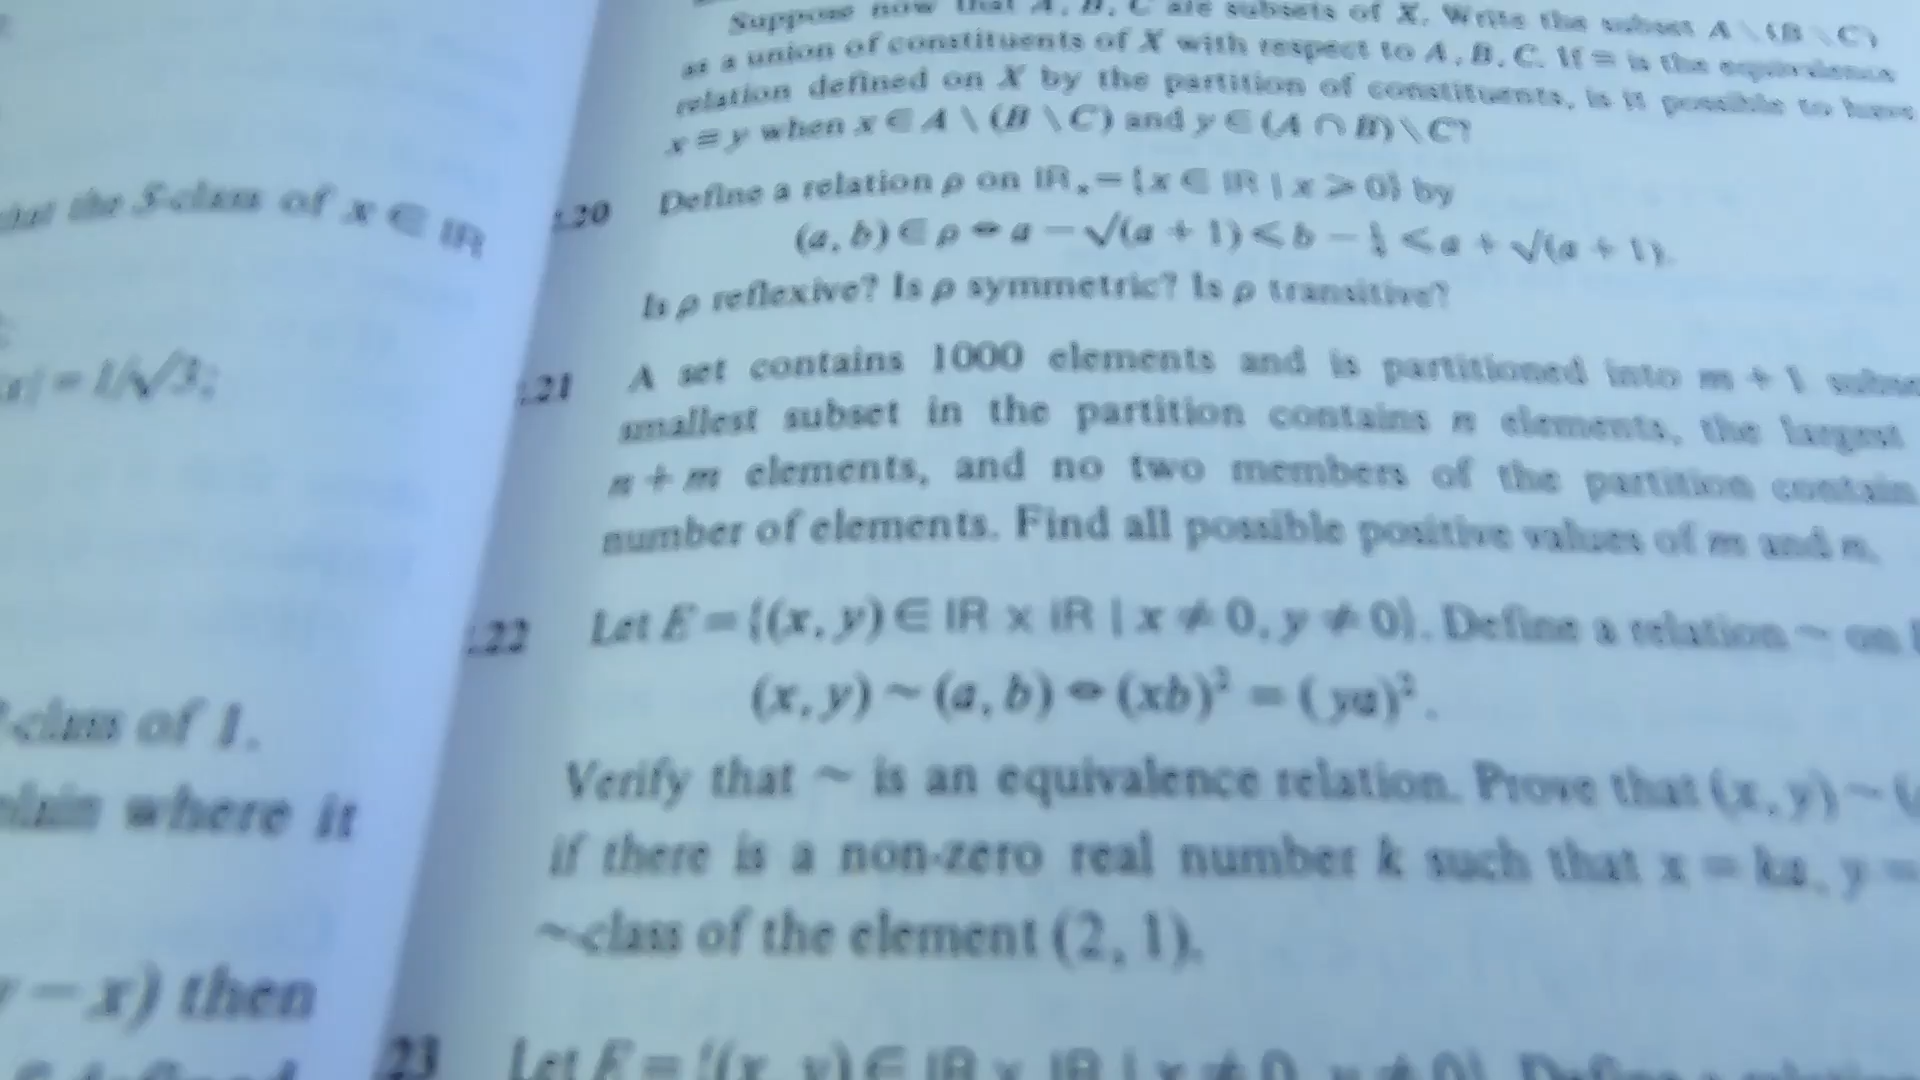 hat the S-class of x ∈ ℝ
= 1/√3;
class of 1.
where it
− x) then
Suppose now that A, B, C are subsets of X. Write the subset A \ (B \ C)
as a union of constituents of X with respect to A, B, C. If ≡ is the equivalence
relation defined on X by the partition of constituents, is it possible to have
x ≡ y when x ∈ A \ (B \ C) and y ∈ (A ∩ B) \ C?
.20 Define a relation ρ on ℝ₊ = {x ∈ ℝ | x ⩾ 0} by
(a, b) ∈ ρ ⇔ a − √(a + 1) < b − < a + √(a + 1).
Is ρ reflexive? Is ρ symmetric? Is ρ transitive?
.21 A set contains 1000 elements and is partitioned into m + 1
smallest subset in the partition contains n elements, the largest
n + m elements, and no two members of the partition contain
number of elements. Find all possible positive values of m and n.
.22 Let E = {(x, y) ∈ ℝ × ℝ | x ≠ 0, y ≠ 0}. Define a relation ~ on
(x, y) ~ (a, b) ⇔ (xb)² = (ya)².
Verify that ~ is an equivalence relation. Prove that (x, y) ~
if there is a non-zero real number k such that x = ka, y =
~class of the element (2, 1).
23 Let E = {(x, y) ∈ ℝ × ℝ | x ≠ 0, y ≠ 0}. Define a relation